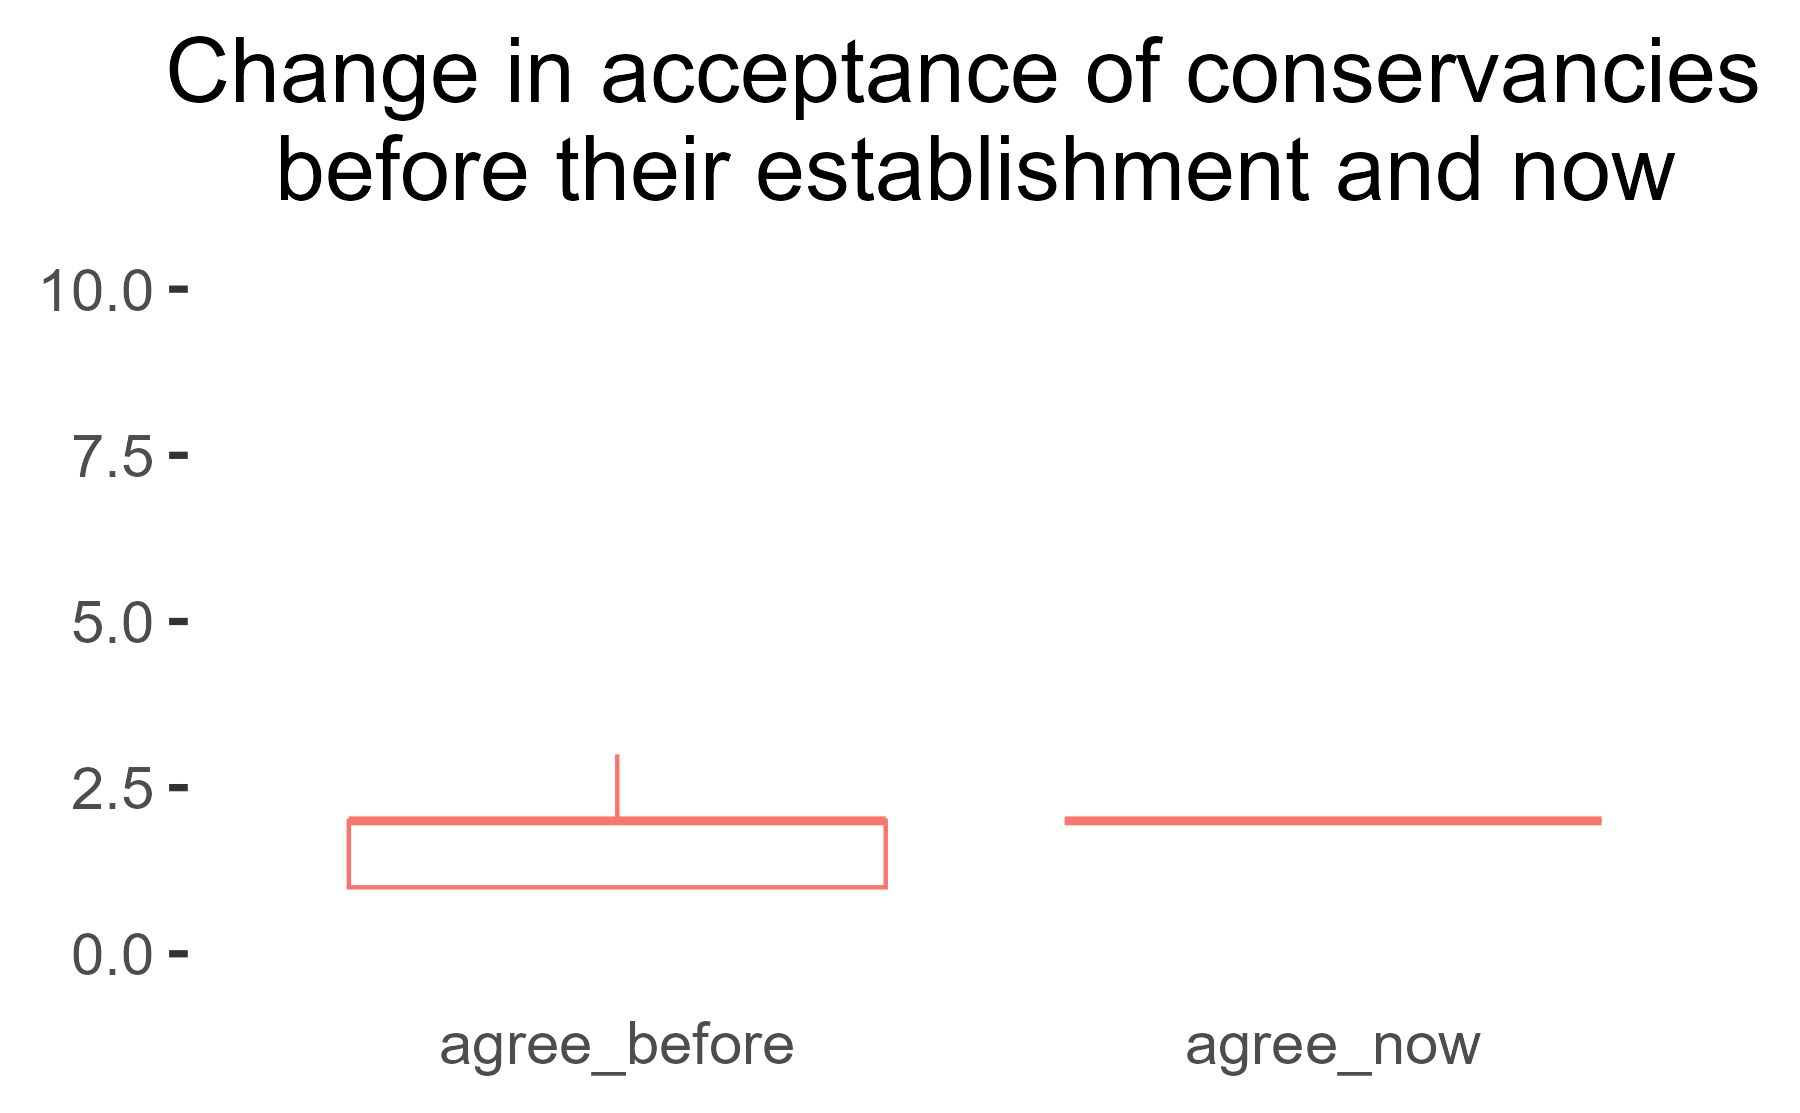 Change in acceptance of conservancies
before their establishment and now
10.0
7.5
5.0
2.5
0.0
agree_before
agree_now